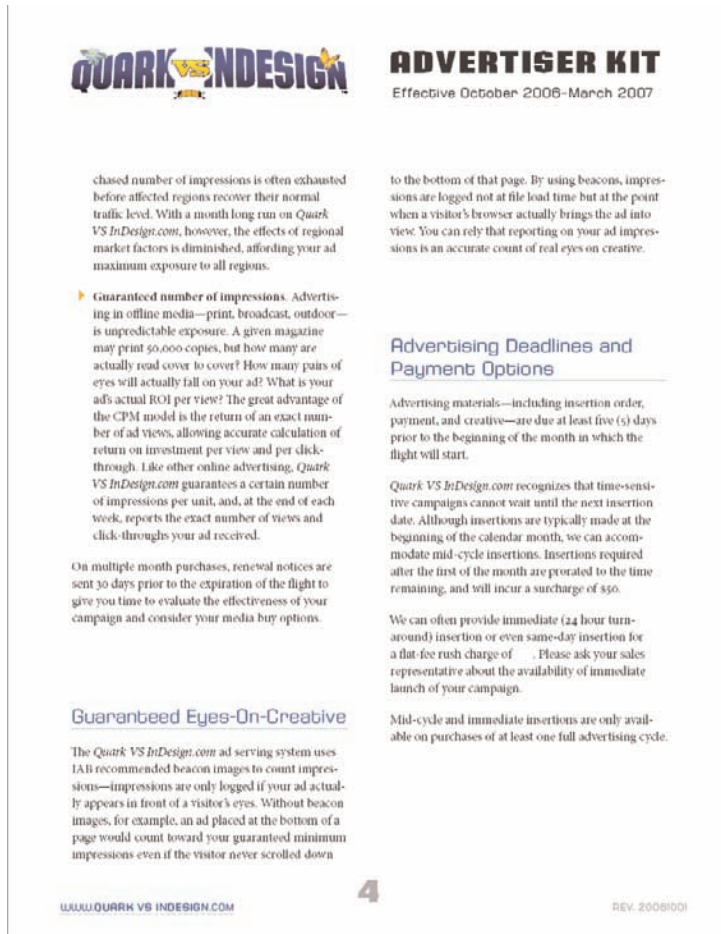 QUARK VS INDESIGN
ADVERTISER KIT
Effective October 2006-March 2007
chased number of impressions is often exhausted
before affected regions recover their normal
traffic level. With a month long run on Quark
VS InDesign.com, however, the effects of regional
market factors is diminished, affording your ad
maximum exposure to all regions.
Guaranteed number of impressions. Advertis-
ing in offline media—print, broadcast, outdoor—
is unpredictable exposure. A given magazine
may print 50,000 copies, but how many are
actually read cover to cover? How many pairs of
eyes will actually fall on your ad? What is your
ad's actual ROI per view? The great advantage of
the CPM model is the return of an exact num-
ber of ad views, allowing accurate calculation of
return on investment per view and per click-
through. Like other online advertising, Quark
VS InDesign.com guarantees a certain number
of impressions per unit, and, at the end of each
week, reports the exact number of views and
click-throughs your ad received.
On multiple month purchases, renewal notices are
sent 30 days prior to the expiration of the flight to
give you time to evaluate the effectiveness of your
campaign and consider your media buy options.
Guaranteed Eyes-On-Creative
The Quark VS InDesign.com ad serving system uses
IAB recommended beacon images to count impres-
sions—impressions are only logged if your ad actual-
ly appears in front of a visitor's eyes. Without beacon
images, for example, an ad placed at the bottom of a
page would count toward your guaranteed minimum
impressions even if the visitor never scrolled down
to the bottom of that page. By using beacons, impres-
sions are logged not at file load time but at the point
when a visitor's browser actually brings the ad into
view. You can rely that reporting on your ad impres-
sions is an accurate count of real eyes on creative.
Advertising Deadlines and
Payment Options
Advertising materials—including insertion order,
payment, and creative—are due at least five (5) days
prior to the beginning of the month in which the
flight will start.
Quark VS InDesign.com recognizes that time-sensi-
tive campaigns cannot wait until the next insertion
date. Although insertions are typically made at the
beginning of the calendar month, we can accom-
modate mid-cycle insertions. Insertions required
after the first of the month are prorated to the time
remaining, and will incur a surcharge of $50.
We can often provide immediate (24 hour turn-
around) insertion or even same-day insertion for
a flat-fee rush charge of . Please ask your sales
representative about the availability of immediate
launch of your campaign.
Mid-cycle and immediate insertions are only avail-
able on purchases of at least one full advertising cycle.
WWW.QUARK VS INDESIGN.COM
4
REV. 20061001